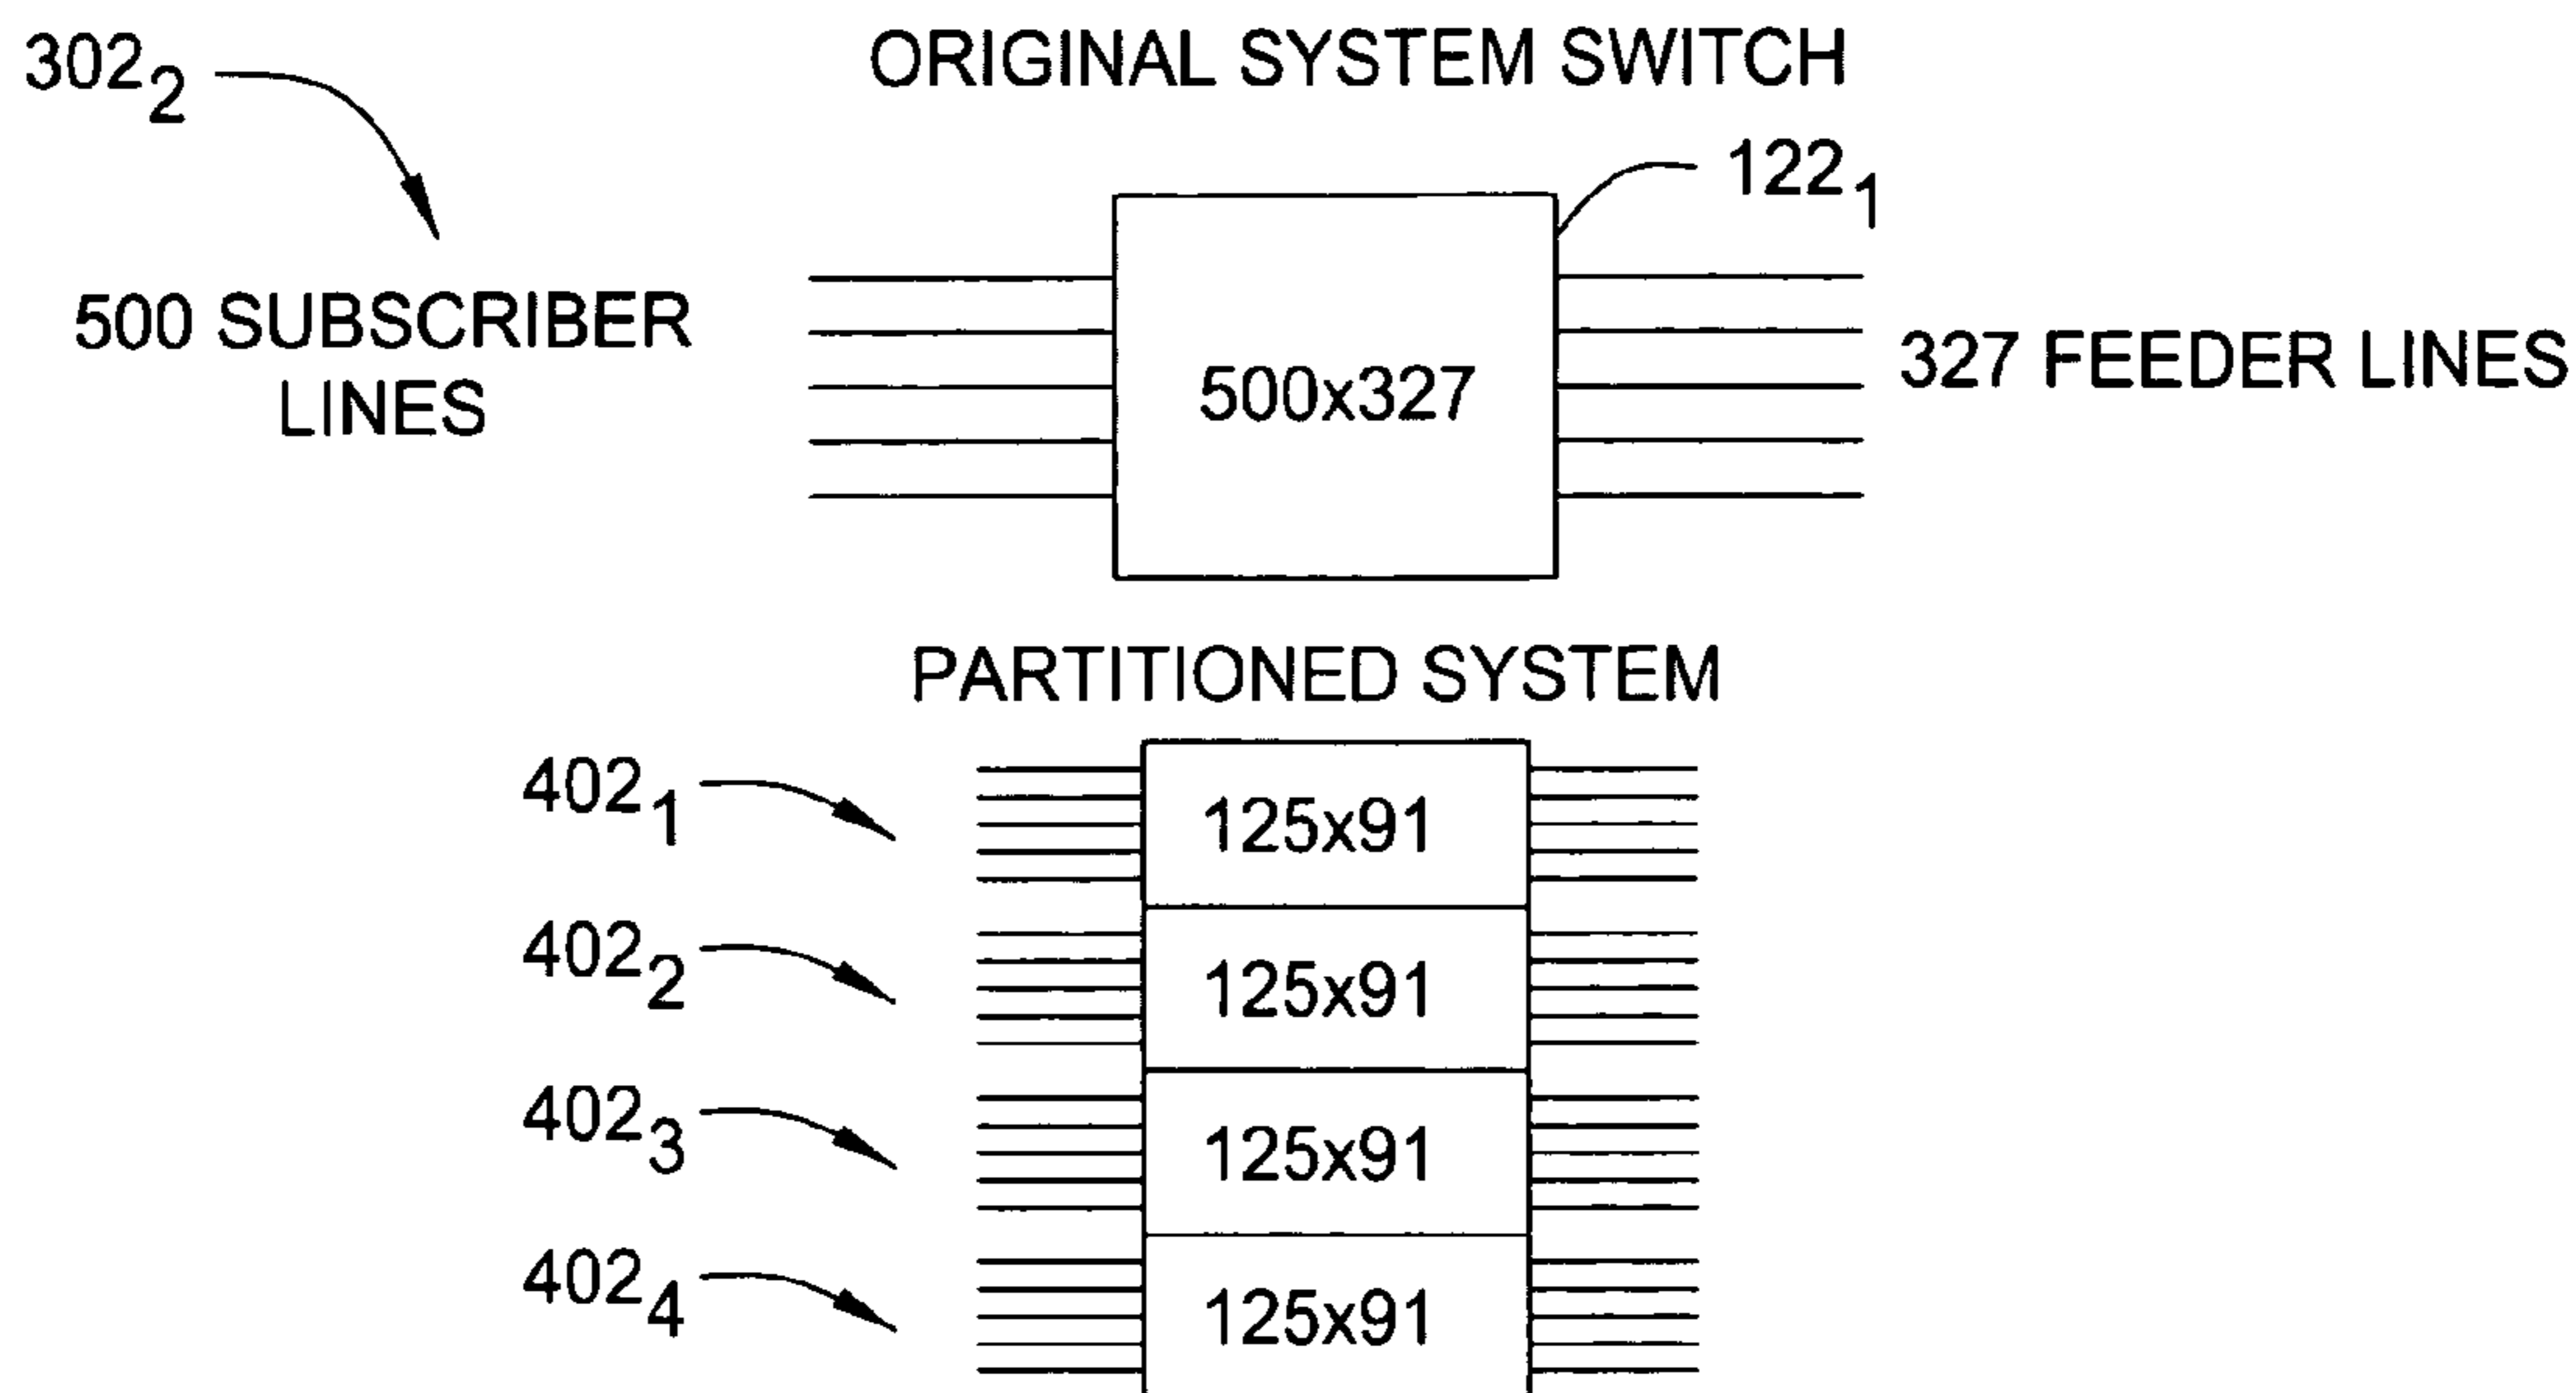 302₂
ORIGINAL SYSTEM SWITCH
122₁
500 SUBSCRIBER
LINES
500x327
327 FEEDER LINES
PARTITIONED SYSTEM
402₁
125x91
402₂
125x91
402₃
125x91
402₄
125x91